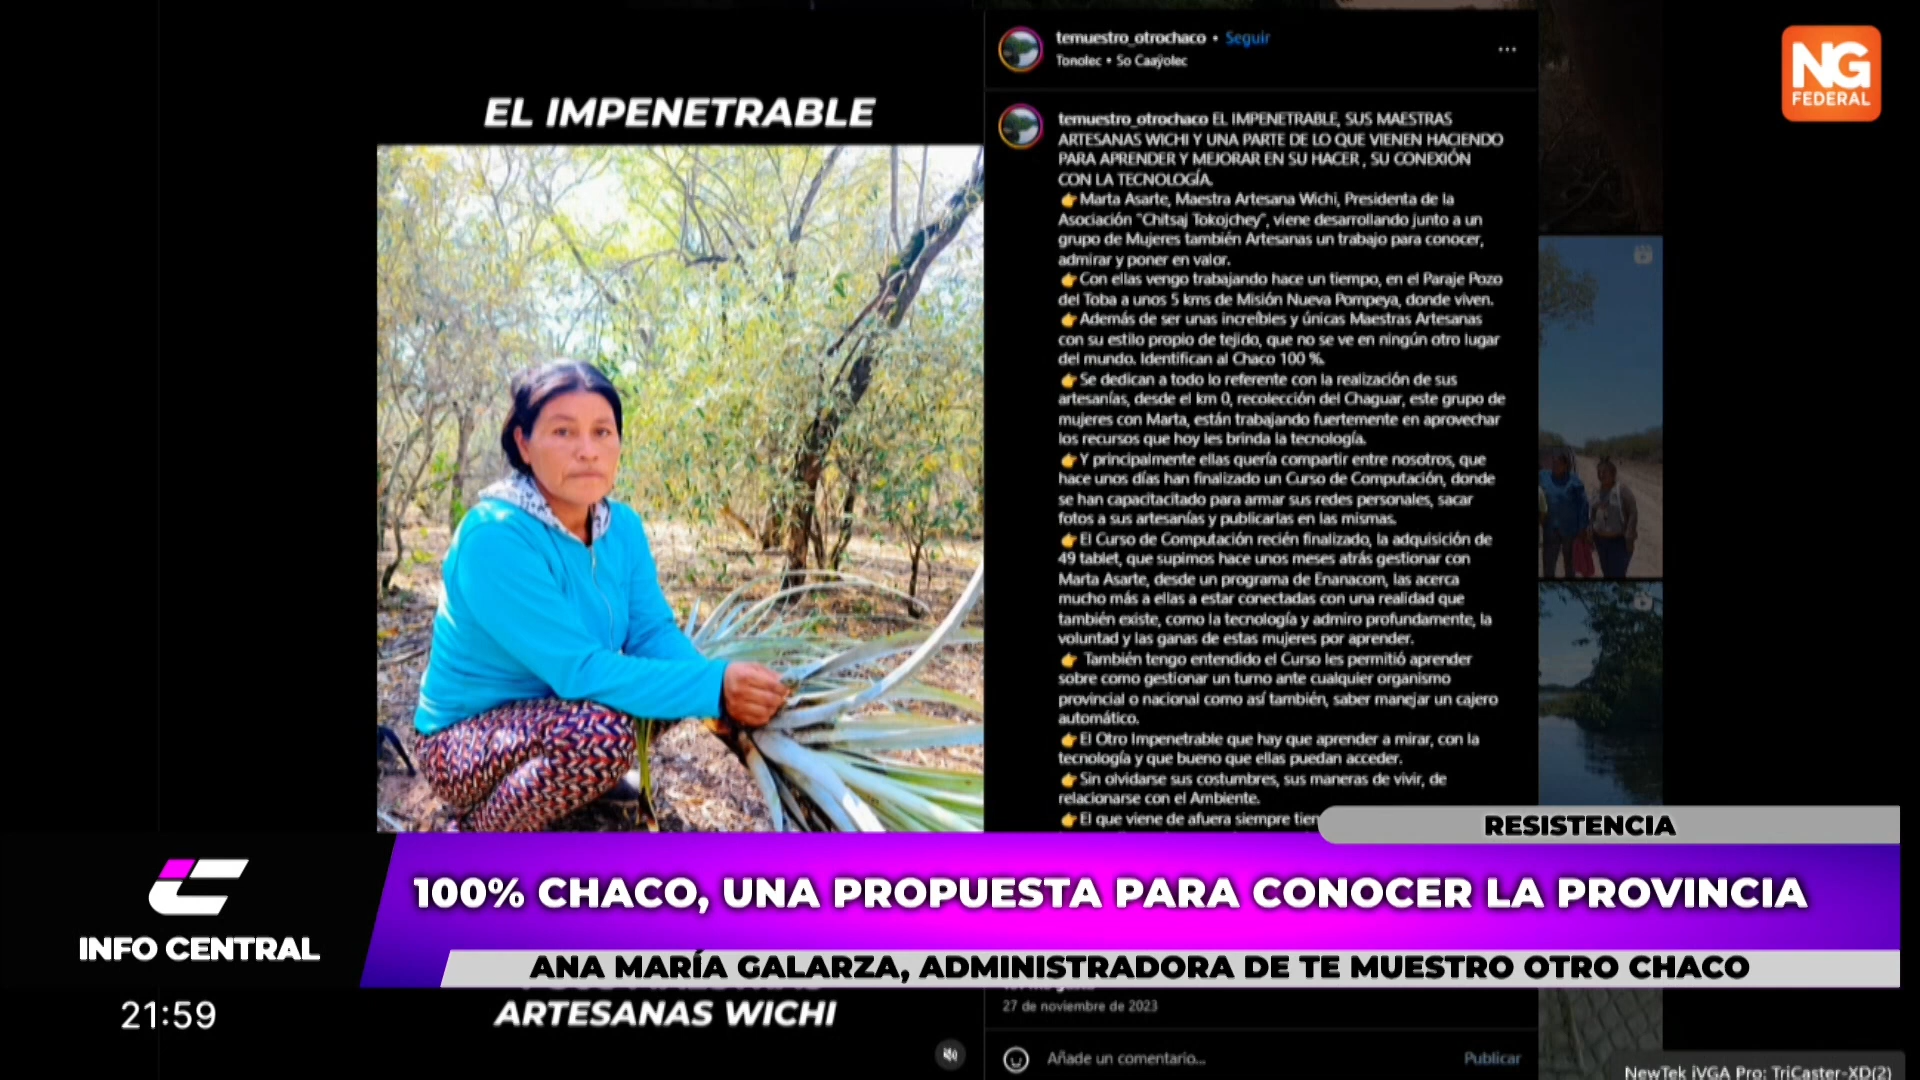 EL IMPENETRABLE
temuestro_otrochaco • Seguir
Tonolec • So Caayolec
NG
FEDERAL
temuestro_otrochaco EL IMPENETRABLE, SUS MAESTRAS
ARTESANAS WICHI Y UNA PARTE DE LO QUE VIENEN HACIENDO
PARA APRENDER Y MEJORAR EN SU HACER , SU CONEXIÓN
CON LA TECNOLOGÍA.
👉Marta Asarte, Maestra Artesana Wichi, Presidenta de la
Asociación "Chitsaj Tokojchey", viene desarrollando junto a un
grupo de Mujeres también Artesanas un trabajo para conocer,
admirar y poner en valor.
👉Con ellas vengo trabajando hace un tiempo, en el Paraje Pozo
del Toba a unos 5 kms de Misión Nueva Pompeya, donde viven.
👉Además de ser unas increíbles y únicas Maestras Artesanas
con su estilo propio de tejido, que no se ve en ningún otro lugar
del mundo. Identifican al Chaco 100 %.
👉Se dedican a todo lo referente con la realización de sus
artesanías, desde el km 0, recolección del Chaguar, este grupo de
mujeres con Marta, están trabajando fuertemente en aprovechar
los recursos que hoy les brinda la tecnología.
👉Y principalmente ellas quería compartir entre nosotros, que
hace unos días han finalizado un Curso de Computación, donde
se han capacitacitado para armar sus redes personales, sacar
fotos a sus artesanías y publicarlas en las mismas.
👉El Curso de Computación recién finalizado, la adquisición de
49 tablet, que supimos hace unos meses atrás gestionar con
Marta Asarte, desde un programa de Enanacom, las acerca
mucho más a ellas a estar conectadas con una realidad que
también existe, como la tecnología y admiro profundamente, la
voluntad y las ganas de estas mujeres por aprender.
👉 También tengo entendido el Curso les permitió aprender
sobre como gestionar un turno ante cualquier organismo
provincial o nacional como así también, saber manejar un cajero
automático.
👉El Otro Impenetrable que hay que aprender a mirar, con la
tecnología y que bueno que ellas puedan acceder.
👉Sin olvidarse sus costumbres, sus maneras de vivir, de
relacionarse con el Ambiente.
👉El que viene de afuera siempre tien
RESISTENCIA
100% CHACO, UNA PROPUESTA PARA CONOCER LA PROVINCIA
INFO CENTRAL
ANA MARÍA GALARZA, ADMINISTRADORA DE TE MUESTRO OTRO CHACO
21:59
ARTESANAS WICHI
27 de noviembre de 2023
Añade un comentario...
Publicar
NewTek iVGA Pro: TriCaster-XD(2)